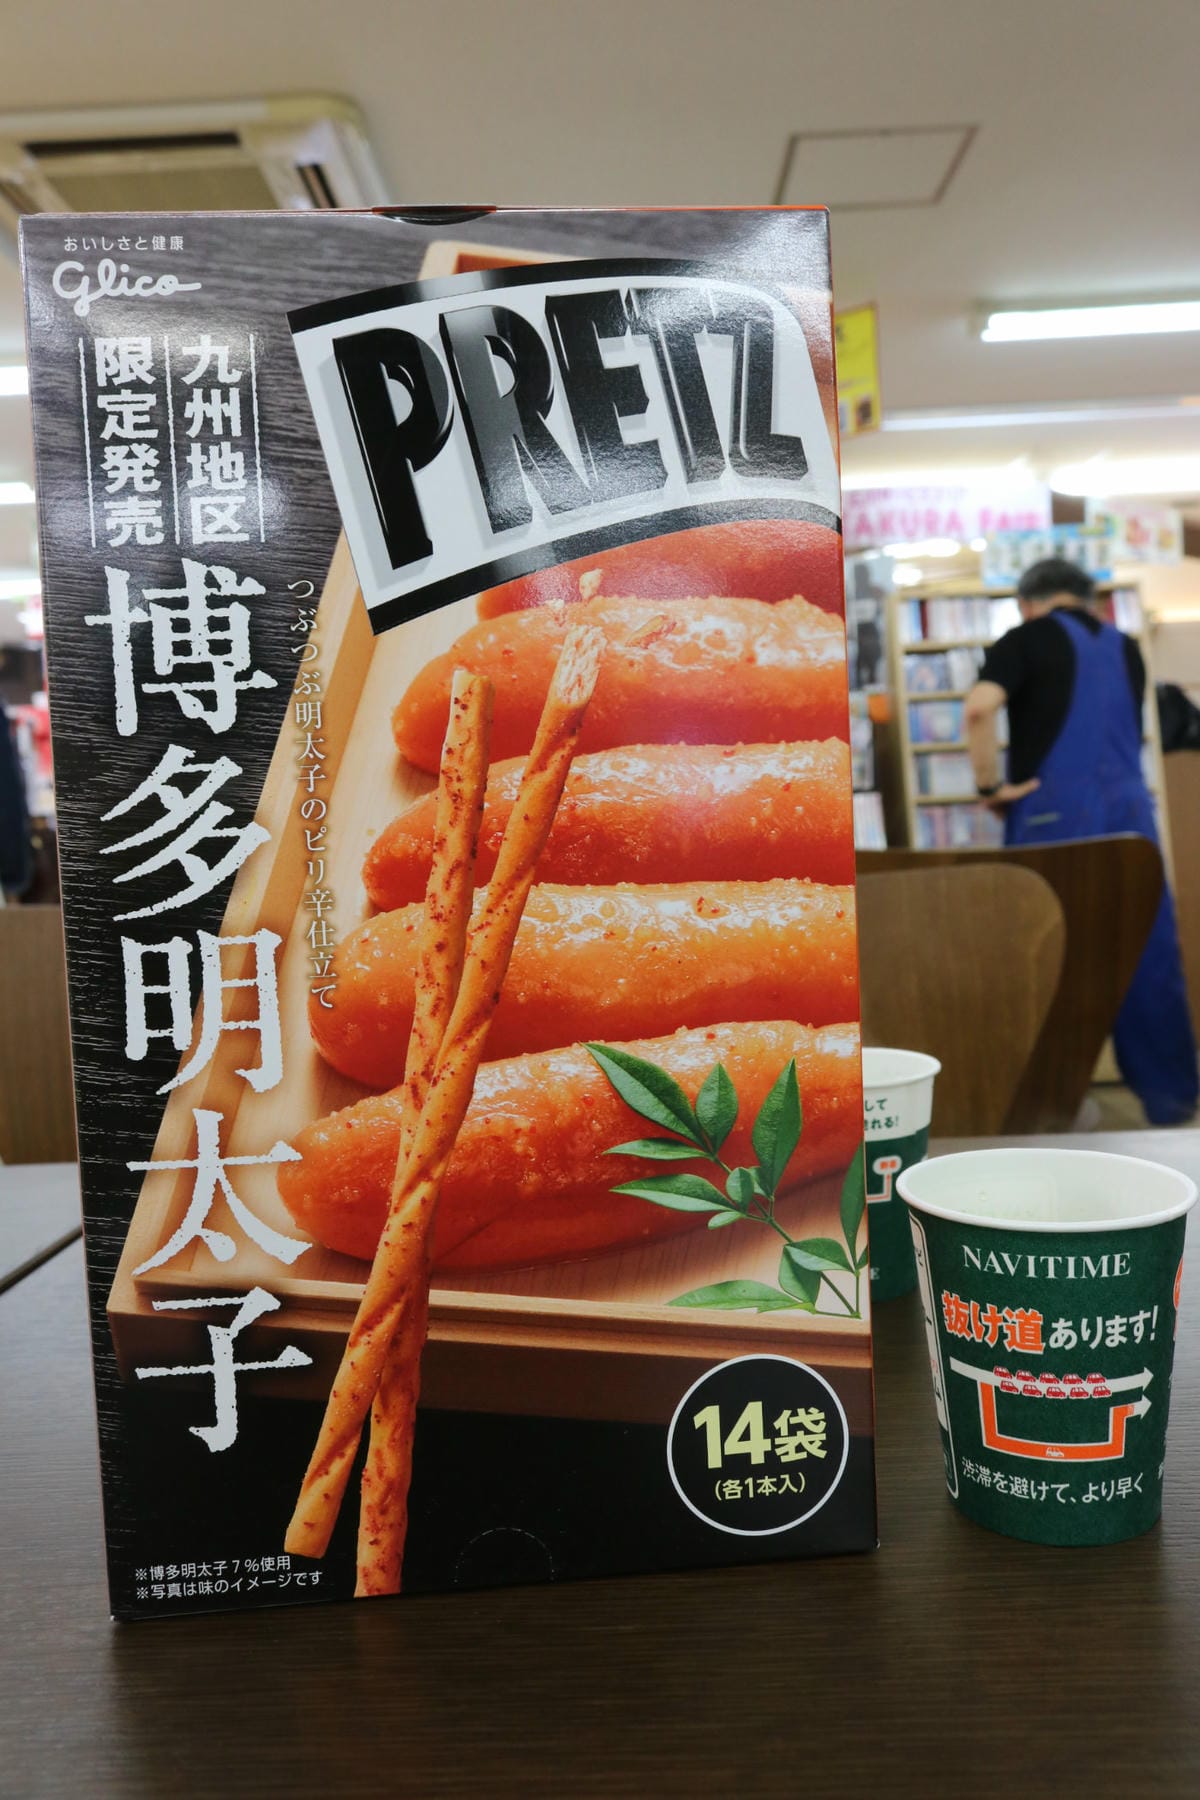 おいしさと健康
glico
PRETZ
九州地区
限定発売
博多明太子
つぶつぶ明太子のピリ辛仕立て
14袋
(各1本入)
※博多明太子7%使用
※写真は味のイメージです
AKURA FAIR
して
NAVITIME
抜け道あります!
渋滞を避けて、より早く